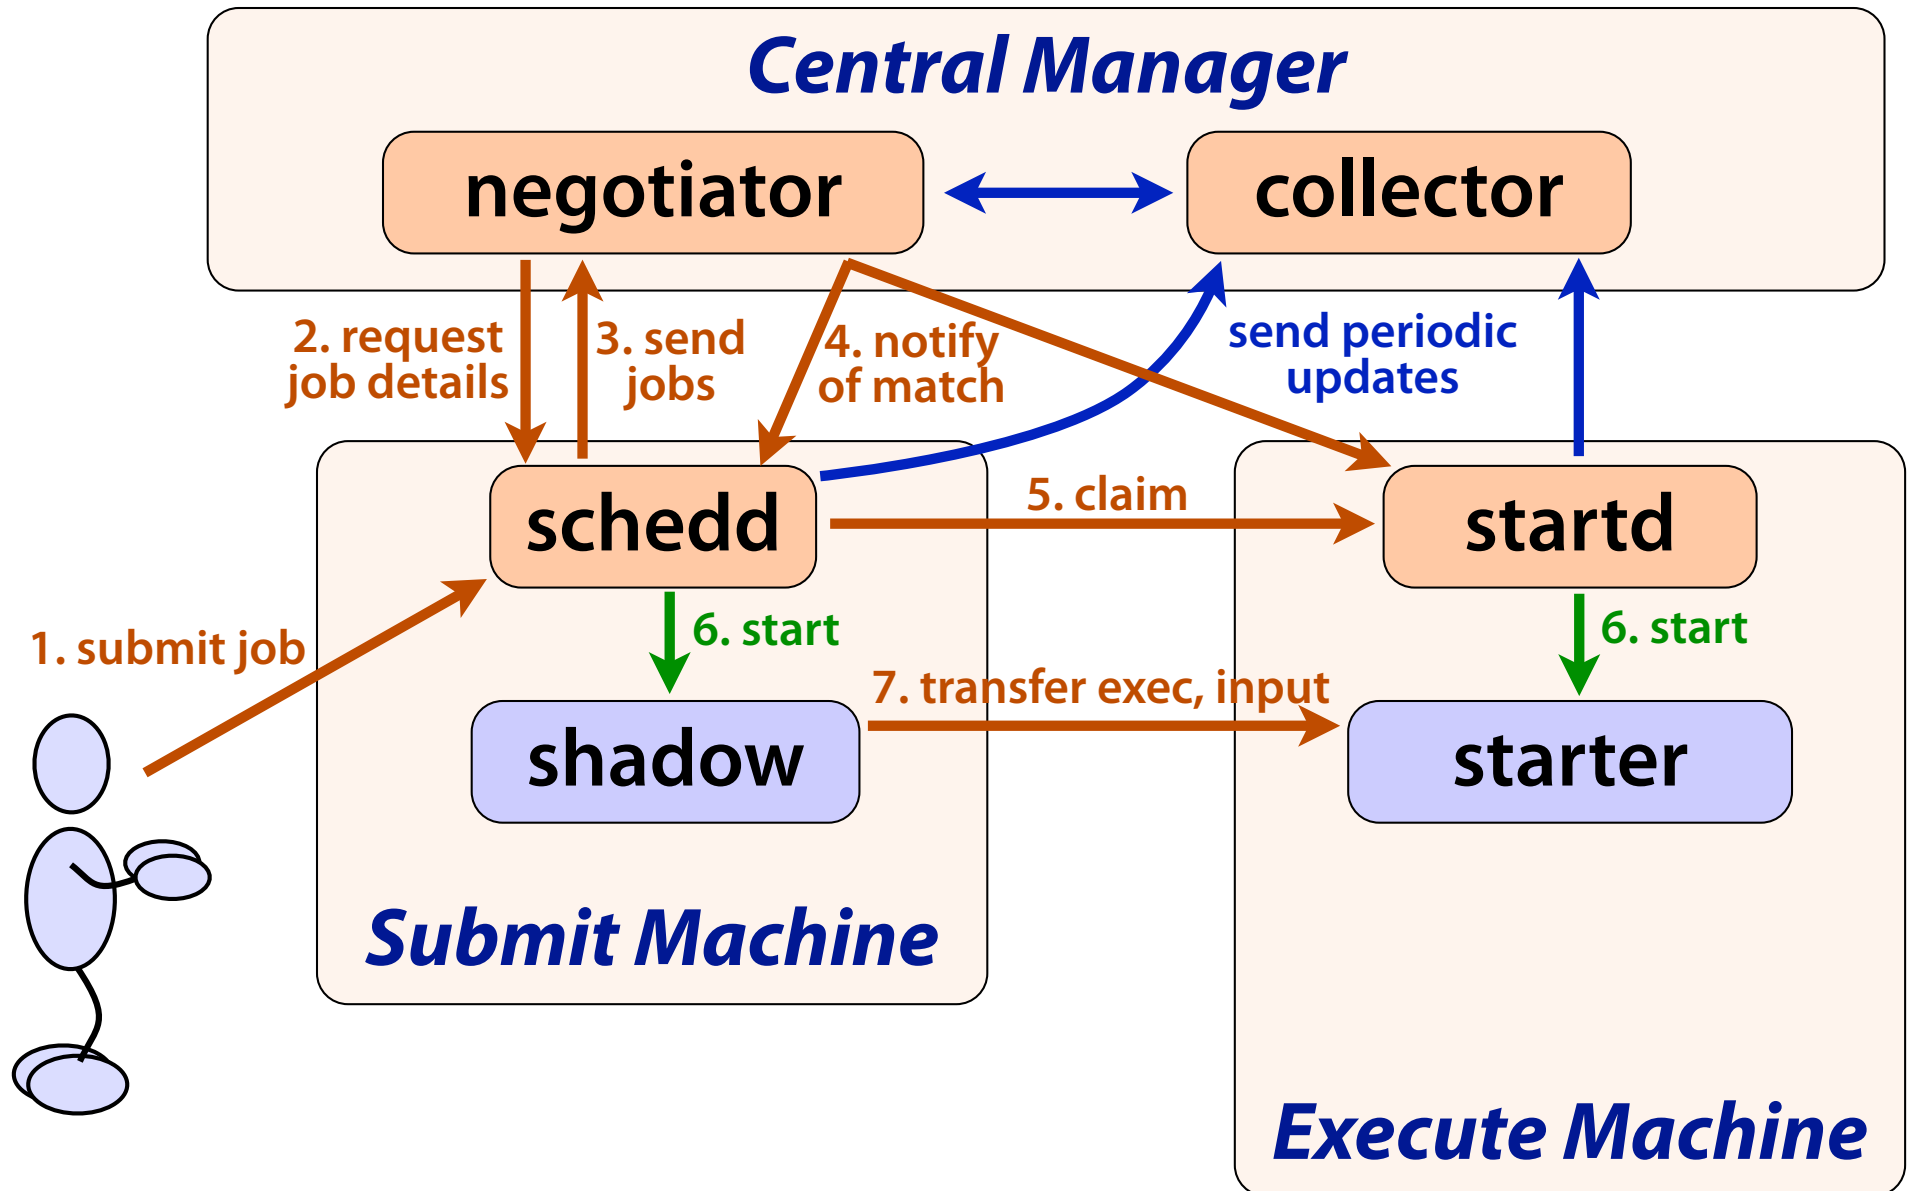 Central Manager
negotiator
collector
2. request
job details
3. send
jobs
4. notify
of match
send periodic
updates
schedd
5. claim
startd
1. submit job
6. start
6. start
7. transfer exec, input
shadow
starter
Submit Machine
Execute Machine